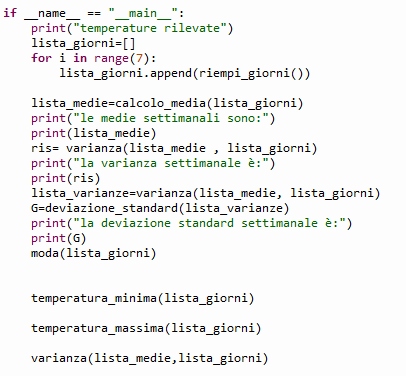 if __name__ == "__main__":
    print("temperature rilevate")
    lista_giorni=[]
    for i in range(7):
        lista_giorni.append(riempi_giorni())

    lista_medie=calcolo_media(lista_giorni)
    print("le medie settimanali sono:")
    print(lista_medie)
    ris= varianza(lista_medie , lista_giorni)
    print("la varianza settimanale è:")
    print(ris)
    lista_varianze=varianza(lista_medie, lista_giorni)
    G=deviazione_standard(lista_varianze)
    print("la deviazione standard settimanale è:")
    print(G)
    moda(lista_giorni)

    temperatura_minima(lista_giorni)

    temperatura_massima(lista_giorni)

    varianza(lista_medie,lista_giorni)